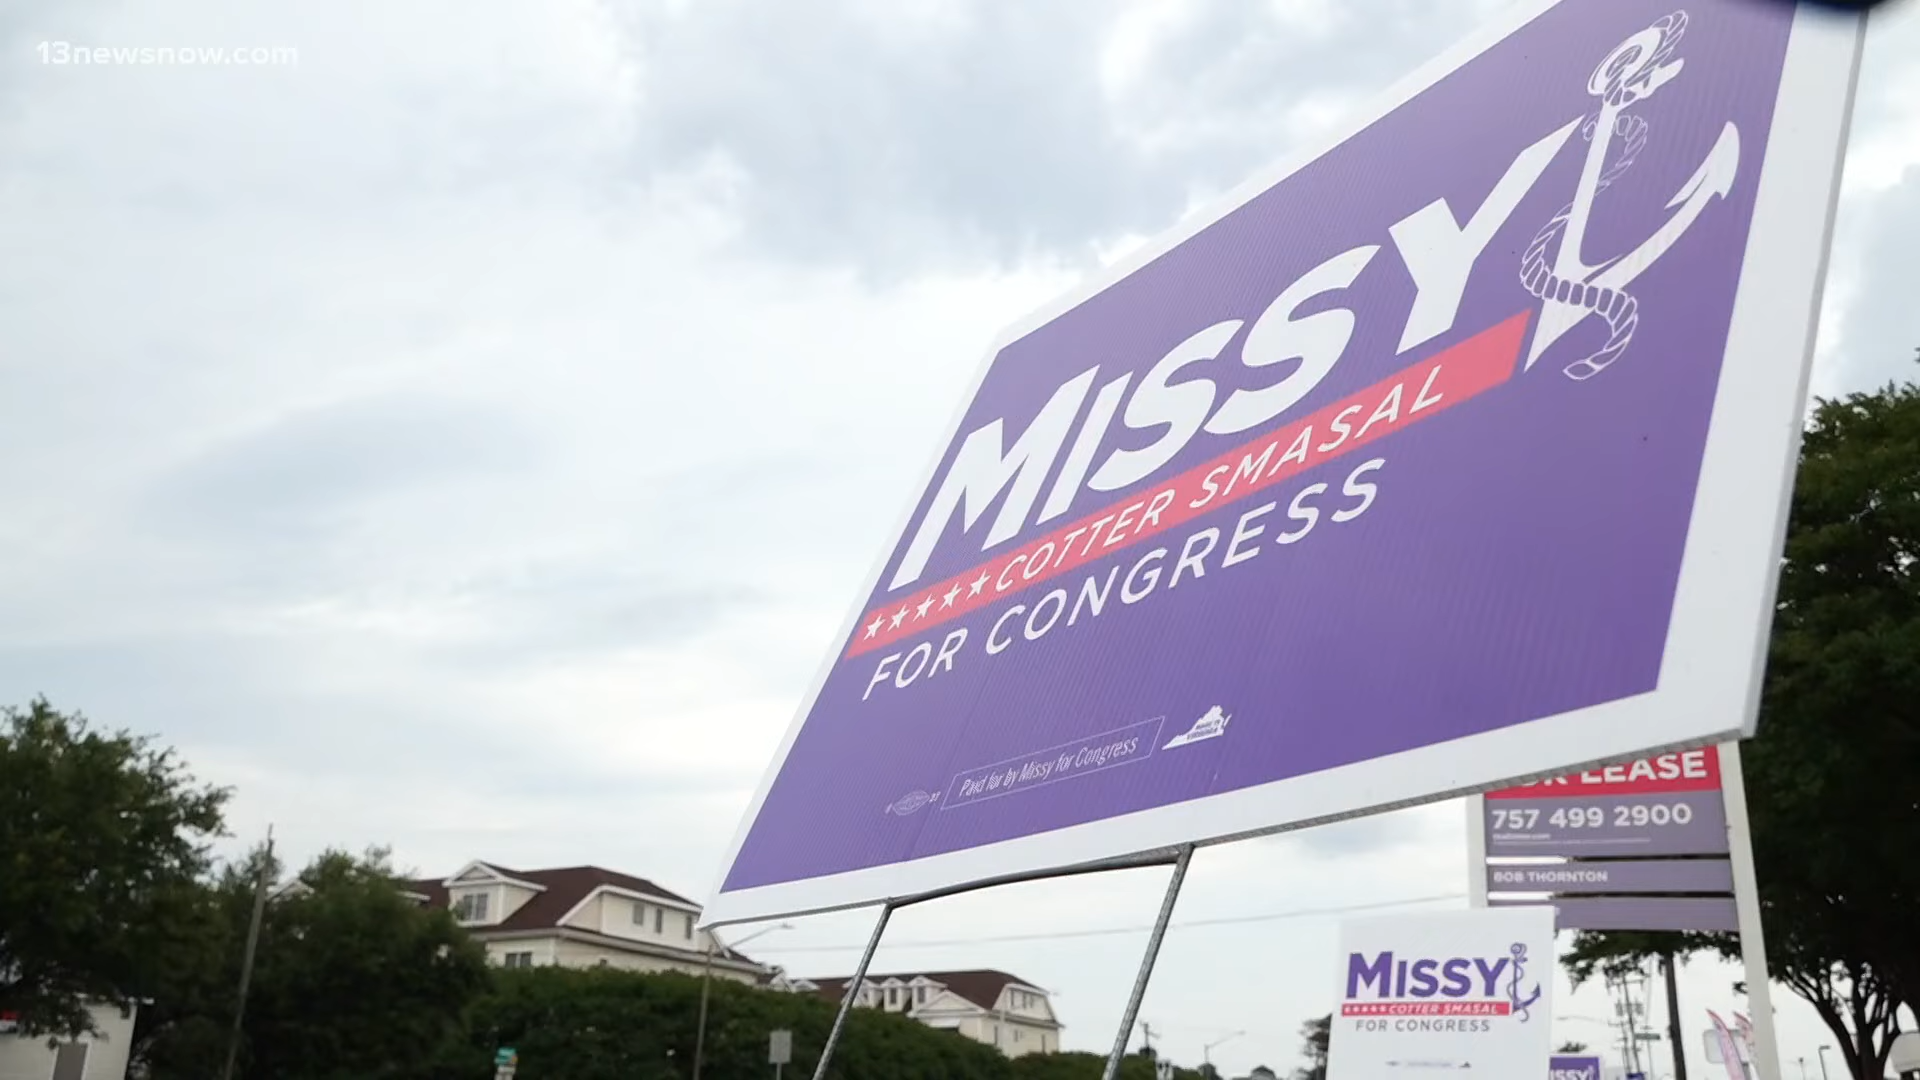 13newsnow.com
MISSY
★★★★★ COTTER SMASAL
FOR CONGRESS
Paid for by Missy for Congress
LEASE
757 499 2900
BOB THORNTON
MISSY
★★★★★ COTTER SMASAL
FOR CONGRESS
ISSY